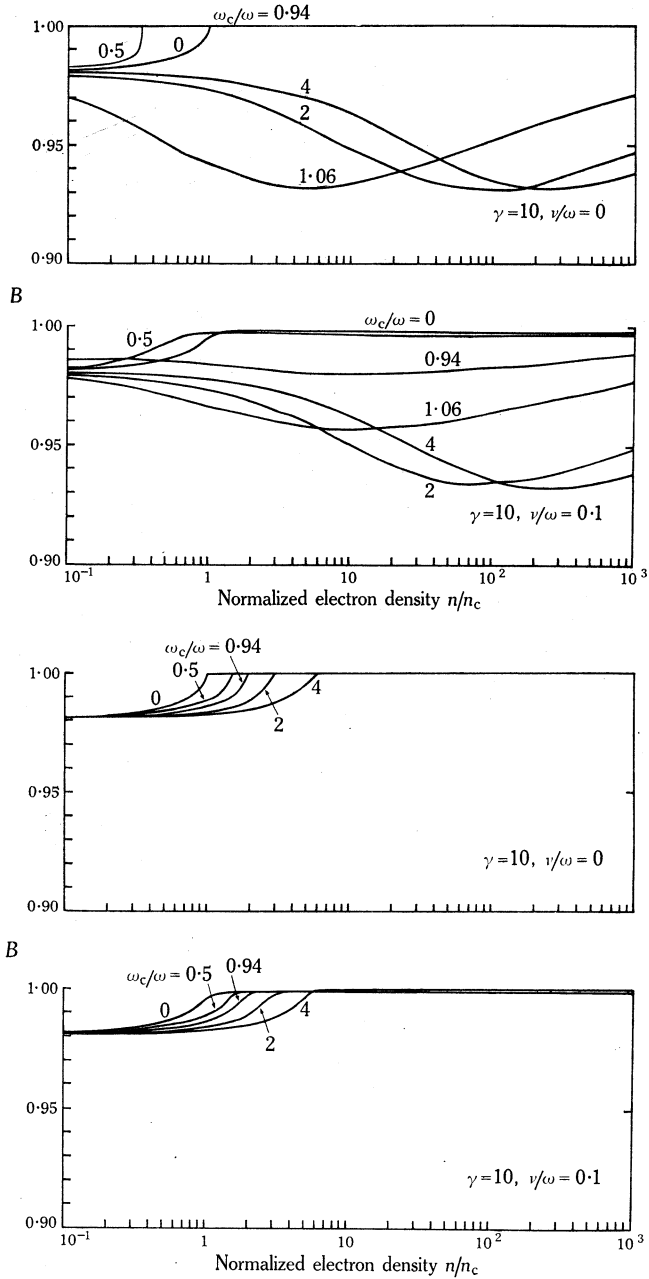 ωc/ω = 0·94
1·00
0·5
0
4
2
0·95
1·06
γ = 10, ν/ω = 0
0·90
B
1·00
ωc/ω = 0
0·5
0·94
1·06
0·95
4
2
γ = 10, ν/ω = 0·1
0·90
10⁻¹ 1 10 10² 10³
Normalized electron density n/nc
ωc/ω = 0·94
1·00
0·5
0
4
2
0·95
γ = 10, ν/ω = 0
0·90
B
ωc/ω = 0·5 0·94
1·00
0
4
2
0·95
γ = 10, ν/ω = 0·1
0·90
10⁻¹ 1 10 10² 10³
Normalized electron density n/nc